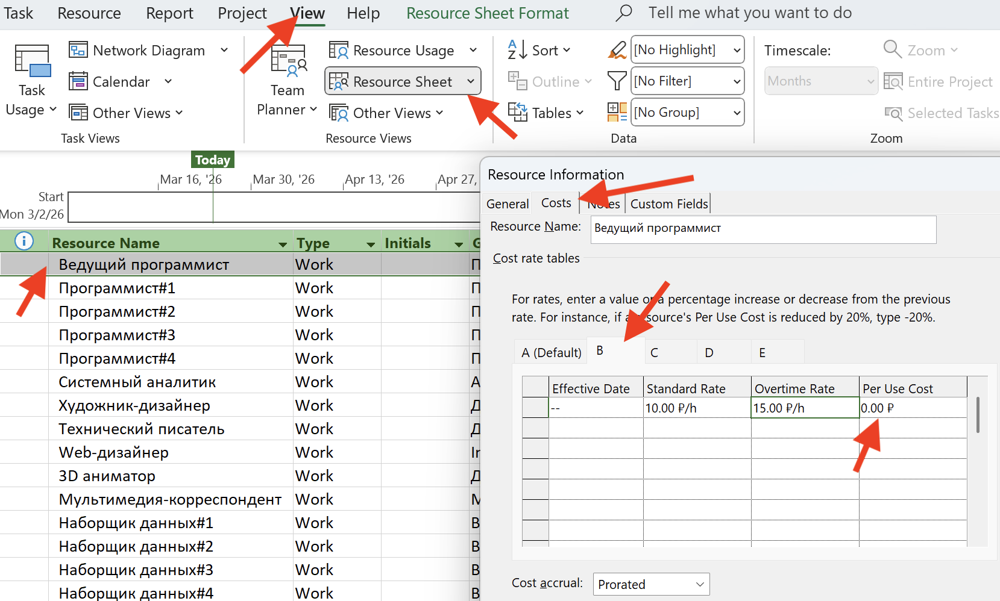 Task Resource Report Project View Help Resource Sheet Format Tell me what you want to do
Network Diagram
Calendar
Other Views
Task
Usage
Task Views
Team
Planner
Resource Usage
Resource Sheet
Other Views
Resource Views
Sort
Outline
Tables
[No Highlight]
[No Filter]
[No Group]
Data
Timescale:
Months
Zoom
Entire Project
Selected Tasks
Zoom
Today
Mar 16, '26 Mar 30, '26 Apr 13, '26 Apr 27,
Start
Mon 3/2/26
Resource Name Type Initials G
Ведущий программист Work П
Программист#1 Work П
Программист#2 Work П
Программист#3 Work П
Программист#4 Work П
Системный аналитик Work А
Художник-дизайнер Work Д
Технический писатель Work Д
Web-дизайнер Work In
3D аниматор Work Д
Мультимедия-корреспондент Work М
Наборщик данных#1 Work В
Наборщик данных#2 Work В
Наборщик данных#3 Work В
Наборщик данных#4 Work В
Resource Information
General Costs Notes Custom Fields
Resource Name: Ведущий программист
Cost rate tables
For rates, enter a value or a percentage increase or decrease from the previous
rate. For instance, if a resource's Per Use Cost is reduced by 20%, type -20%.
A (Default) B C D E
Effective Date Standard Rate Overtime Rate Per Use Cost
-- 10.00 ₽/h 15.00 ₽/h 0.00 ₽
Cost accrual: Prorated